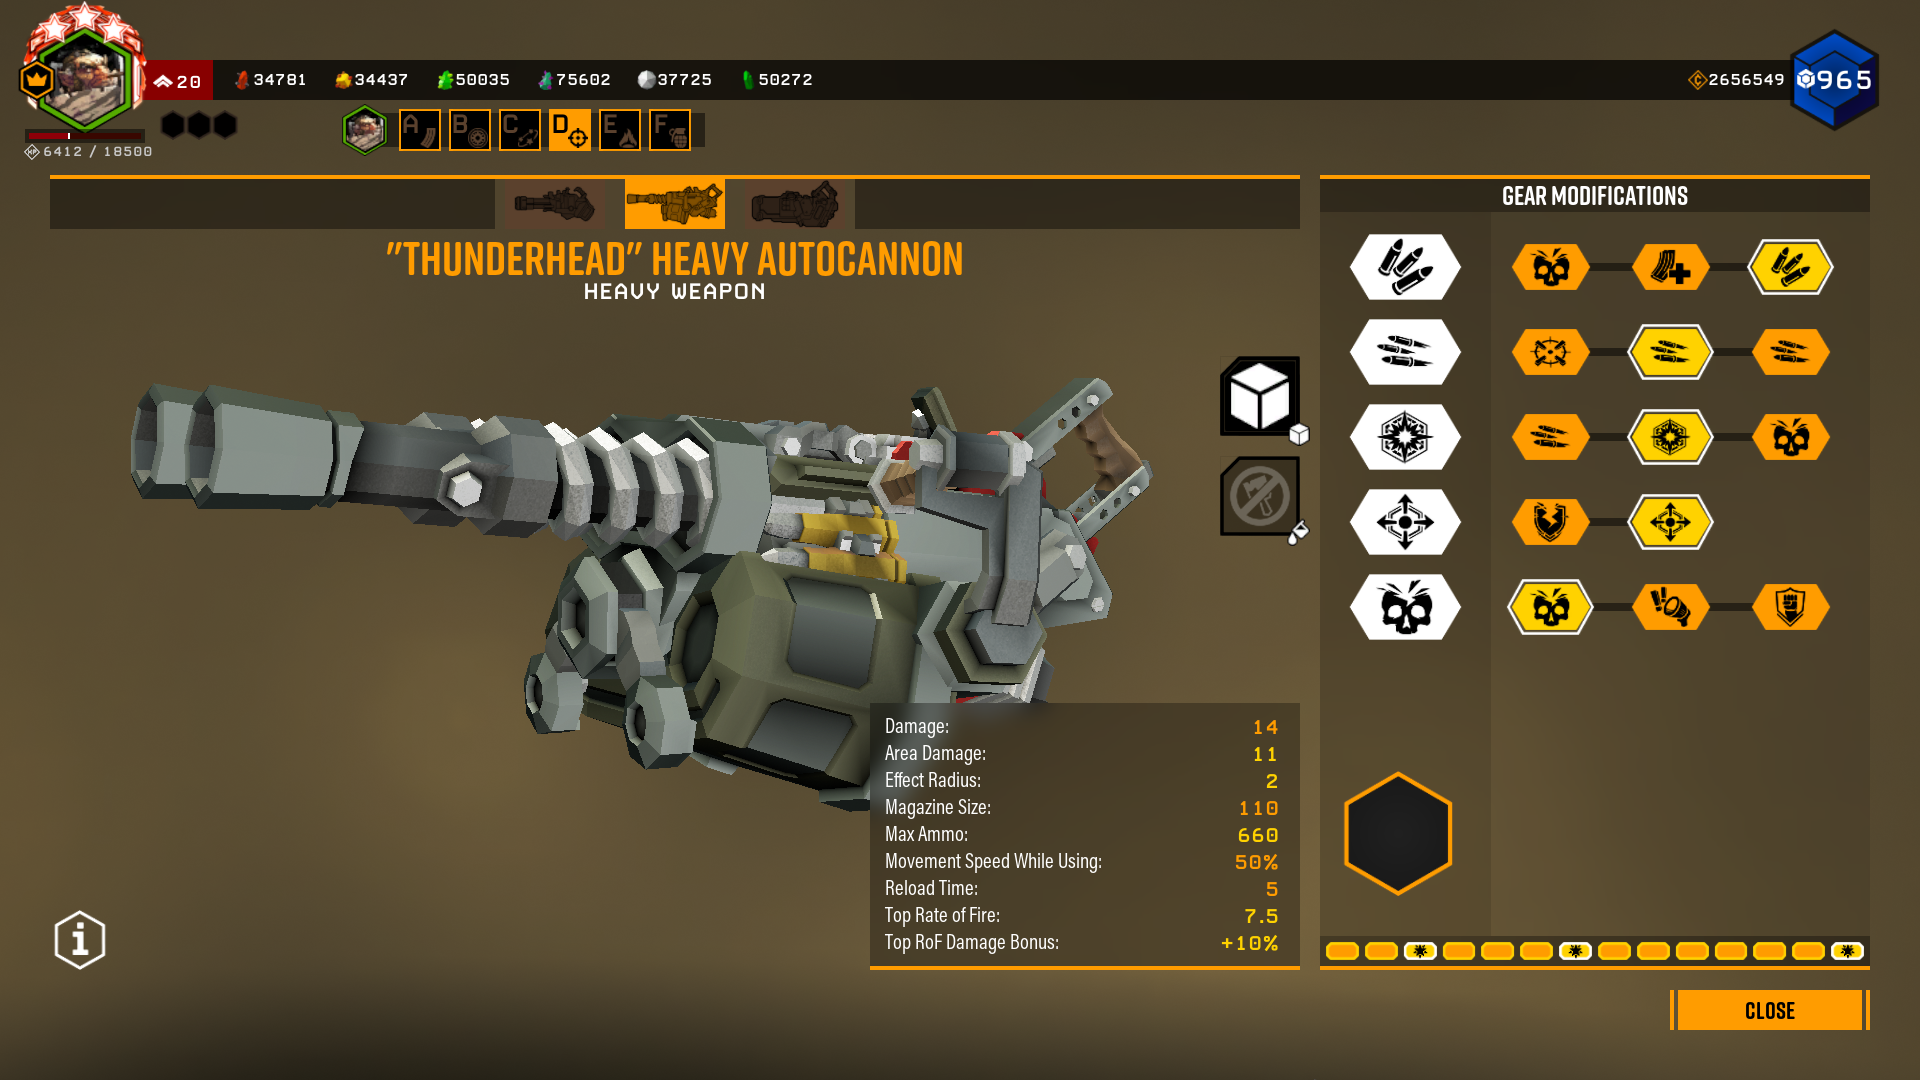 20 34781 34437 50035 75602 37725 50272 2656549 965
6412 / 18500
A B C D E F
"THUNDERHEAD" HEAVY AUTOCANNON
HEAVY WEAPON
GEAR MODIFICATIONS
Damage: 14
Area Damage: 11
Effect Radius: 2
Magazine Size: 110
Max Ammo: 660
Movement Speed While Using: 50%
Reload Time: 5
Top Rate of Fire: 7.5
Top RoF Damage Bonus: +10%
CLOSE